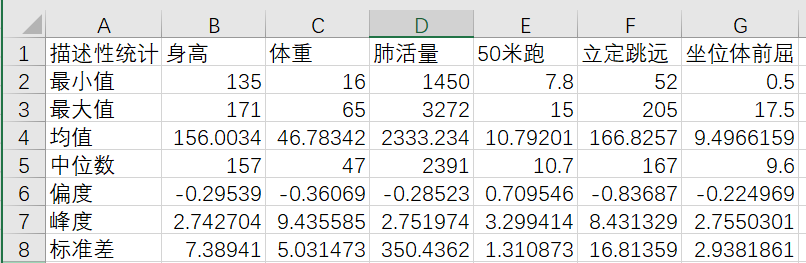 A B C D E F G
1 描述性统计 身高 体重 肺活量 50米跑 立定跳远 坐位体前屈
2 最小值 135 16 1450 7.8 52 0.5
3 最大值 171 65 3272 15 205 17.5
4 均值 156.0034 46.78342 2333.234 10.79201 166.8257 9.4966159
5 中位数 157 47 2391 10.7 167 9.6
6 偏度 -0.29539 -0.36069 -0.28523 0.709546 -0.83687 -0.224969
7 峰度 2.742704 9.435585 2.751974 3.299414 8.431329 2.7550301
8 标准差 7.38941 5.031473 350.4362 1.310873 16.81359 2.9381861